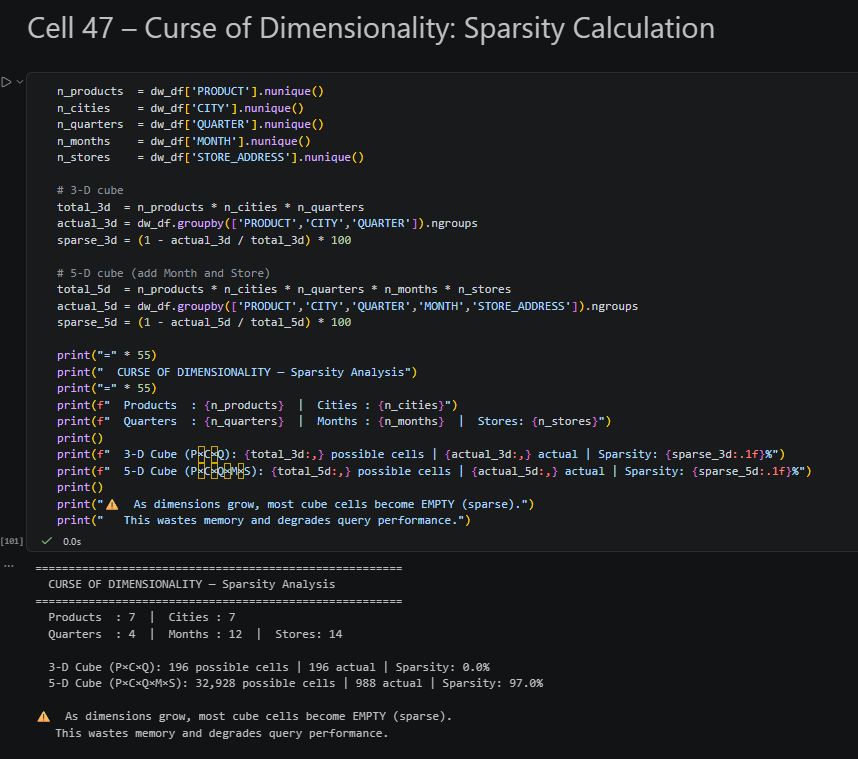 Cell 47 – Curse of Dimensionality: Sparsity Calculation
n_products  = dw_df['PRODUCT'].nunique()
n_cities    = dw_df['CITY'].nunique()
n_quarters  = dw_df['QUARTER'].nunique()
n_months    = dw_df['MONTH'].nunique()
n_stores    = dw_df['STORE_ADDRESS'].nunique()
# 3-D cube
total_3d  = n_products * n_cities * n_quarters
actual_3d = dw_df.groupby(['PRODUCT','CITY','QUARTER']).ngroups
sparse_3d = (1 - actual_3d / total_3d) * 100
# 5-D cube (add Month and Store)
total_5d  = n_products * n_cities * n_quarters * n_months * n_stores
actual_5d = dw_df.groupby(['PRODUCT','CITY','QUARTER','MONTH','STORE_ADDRESS']).ngroups
sparse_5d = (1 - actual_5d / total_5d) * 100
print("=" * 55)
print("  CURSE OF DIMENSIONALITY — Sparsity Analysis")
print("=" * 55)
print(f"  Products  : {n_products}  |  Cities : {n_cities}")
print(f"  Quarters  : {n_quarters}  |  Months : {n_months}  |  Stores: {n_stores}")
print()
print(f"  3-D Cube (P×C×Q): {total_3d:,} possible cells | {actual_3d:,} actual | Sparsity: {sparse_3d:.1f}%")
print(f"  5-D Cube (P×C×Q×M×S): {total_5d:,} possible cells | {actual_5d:,} actual | Sparsity: {sparse_5d:.1f}%")
print()
print("⚠️  As dimensions grow, most cube cells become EMPTY (sparse).")
print("   This wastes memory and degrades query performance.")
[101]
0.0s
...
=======================================================
  CURSE OF DIMENSIONALITY — Sparsity Analysis
=======================================================
  Products  : 7  |  Cities : 7
  Quarters  : 4  |  Months : 12  |  Stores: 14
  3-D Cube (P×C×Q): 196 possible cells | 196 actual | Sparsity: 0.0%
  5-D Cube (P×C×Q×M×S): 32,928 possible cells | 988 actual | Sparsity: 97.0%
⚠️  As dimensions grow, most cube cells become EMPTY (sparse).
   This wastes memory and degrades query performance.